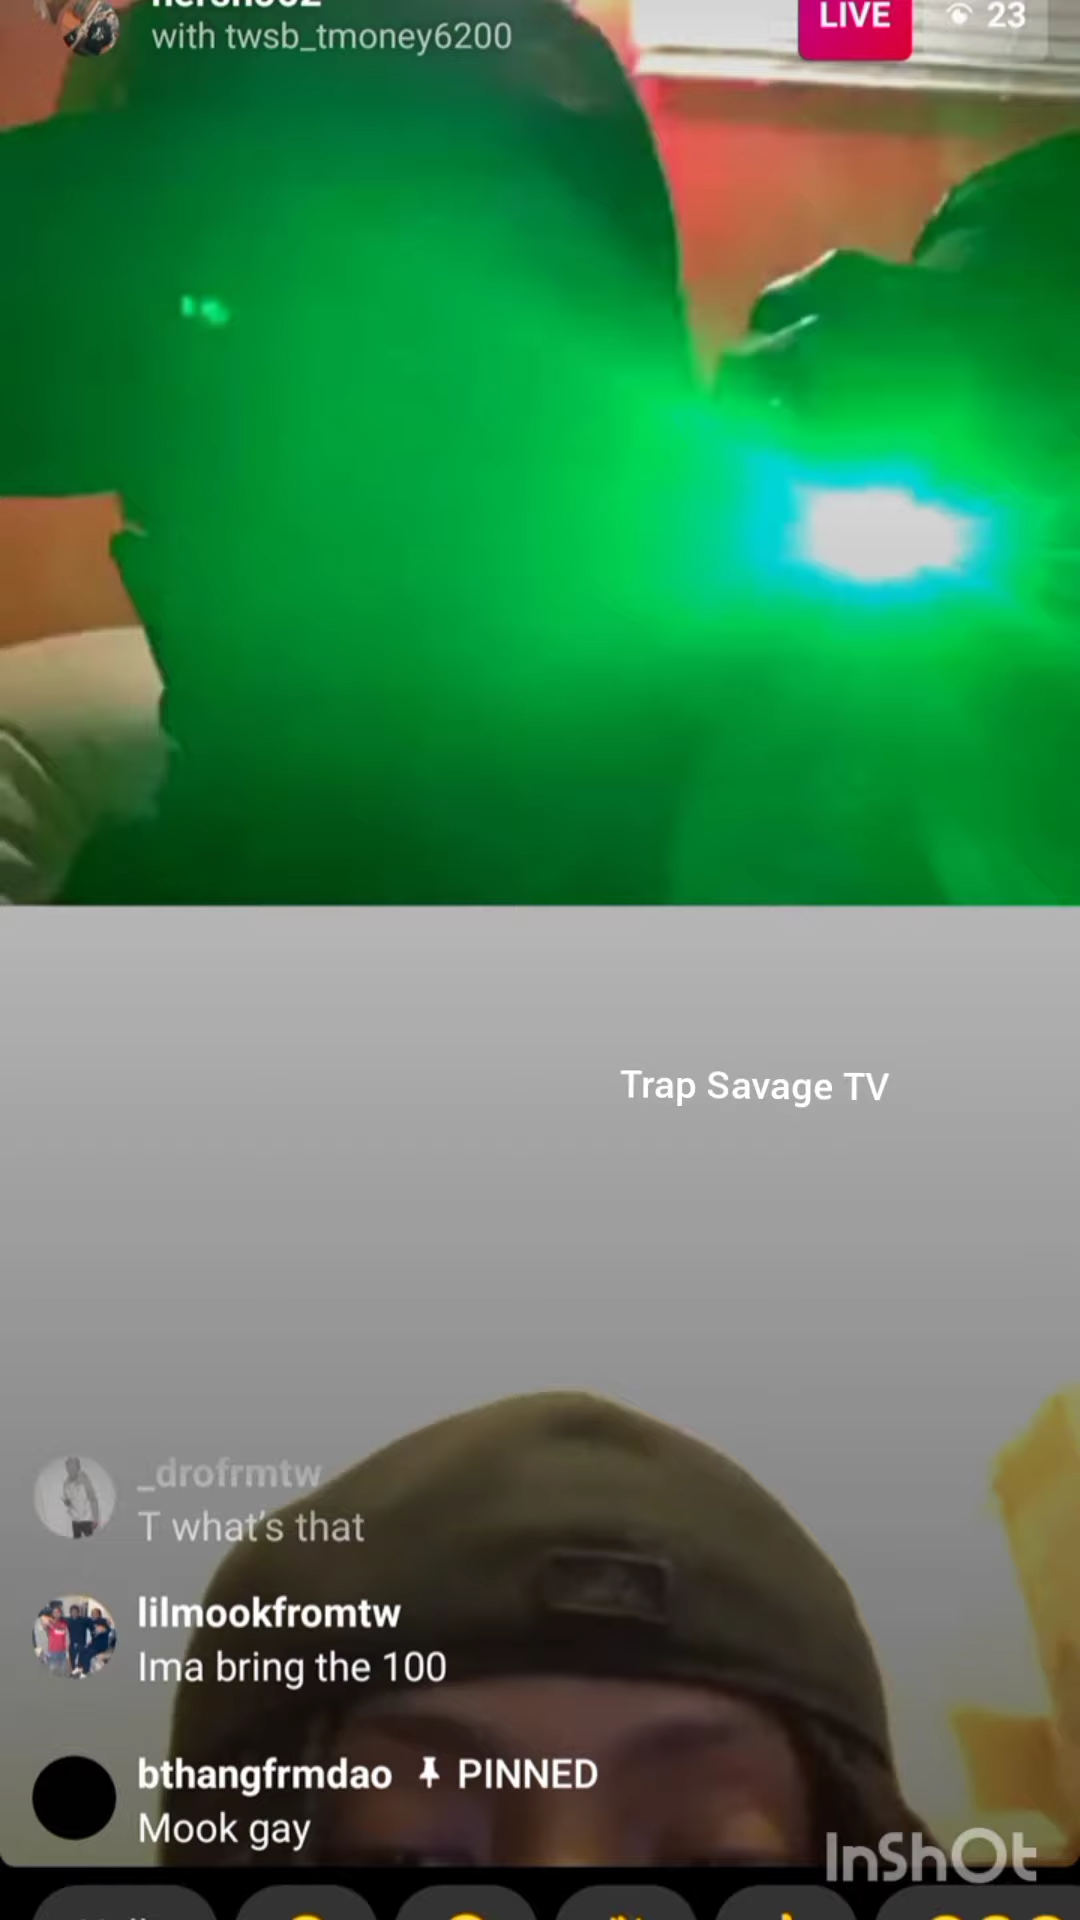 with twsb_tmoney6200
LIVE
23
Trap Savage TV
_drofrmtw
T what's that
lilmookfromtw
Ima bring the 100
bthangfrmdao PINNED
Mook gay
InShOt